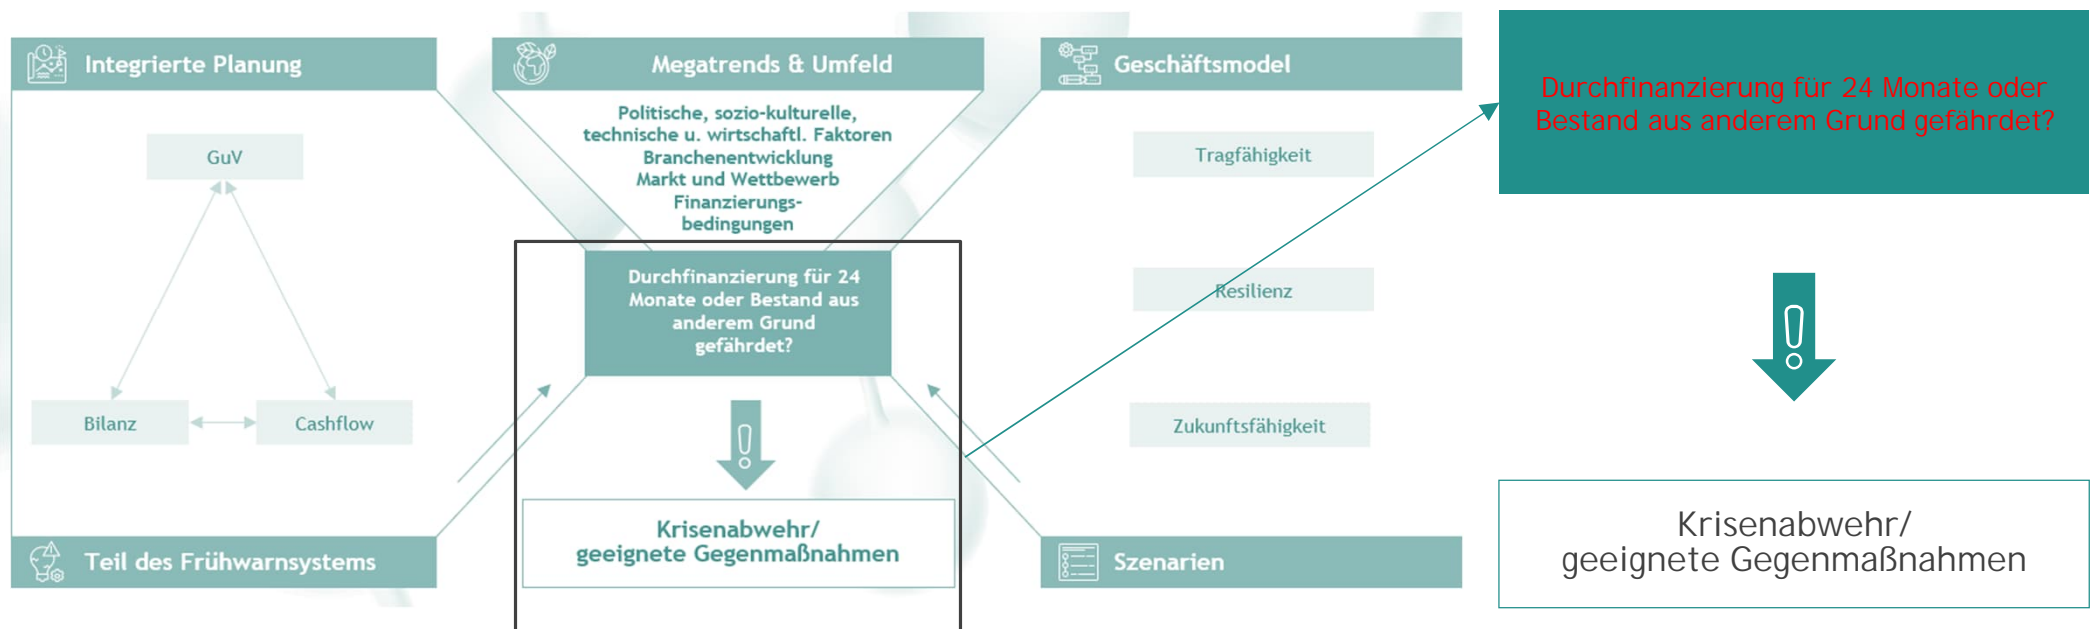 Integrierte Planung
GuV
Bilanz
Cashflow
Teil des Frühwarnsystems
Megatrends & Umfeld
Politische, sozio-kulturelle,
technische u. wirtschaftl. Faktoren
Branchenentwicklung
Markt und Wettbewerb
Finanzierungs-
bedingungen
Durchfinanzierung für 24
Monate oder Bestand aus
anderem Grund
gefährdet?
!
Krisenabwehr/
geeignete Gegenmaßnahmen
Geschäftsmodel
Tragfähigkeit
Resilienz
Zukunftsfähigkeit
Szenarien
Durchfinanzierung für 24 Monate oder
Bestand aus anderem Grund gefährdet?
!
Krisenabwehr/
geeignete Gegenmaßnahmen